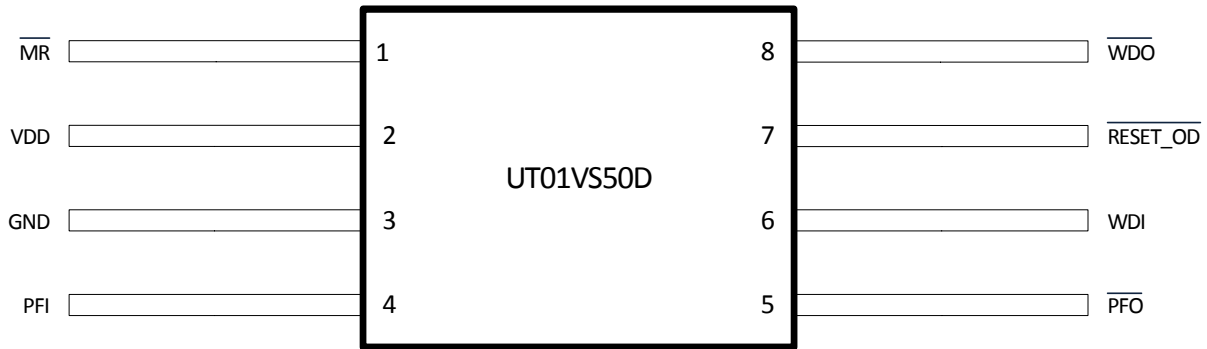 MR 1 8 WDO
VDD 2 7 RESET_OD
UT01VS50D
GND 3 6 WDI
PFI 4 5 PFO